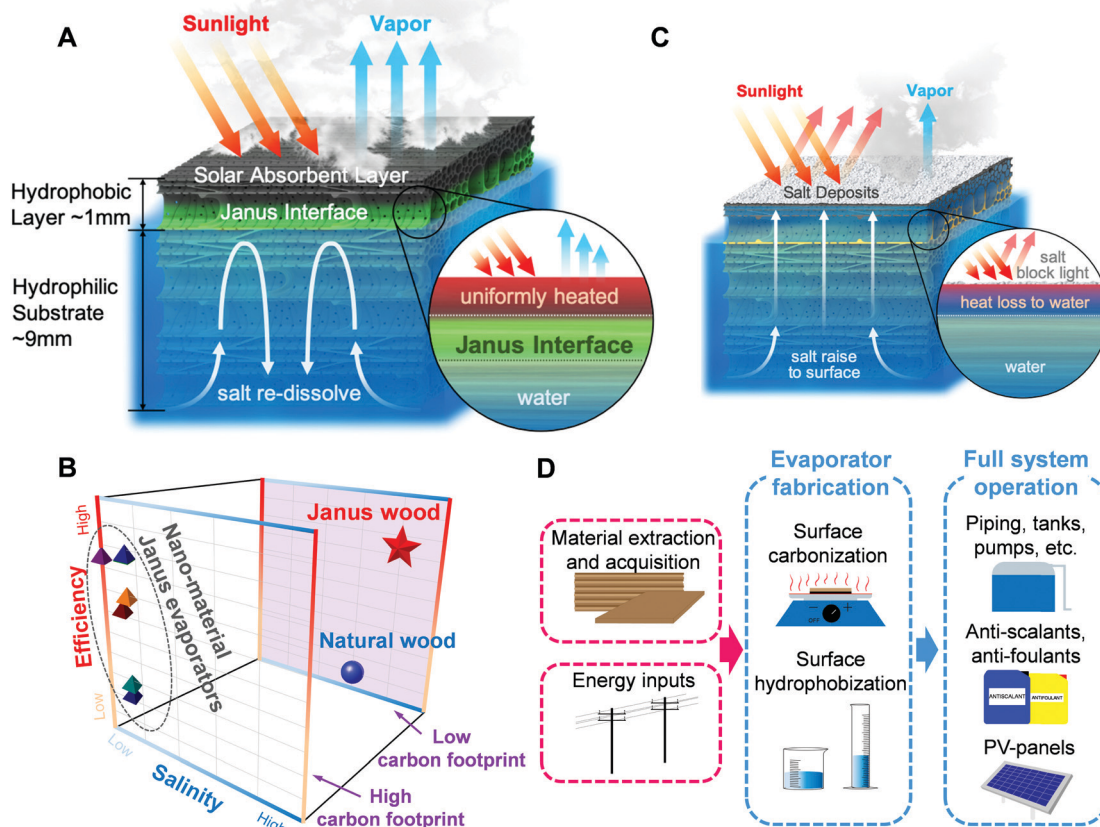 A
Sunlight
Vapor
Solar Absorbent Layer
Hydrophobic
Layer ~1mm
Janus Interface
Hydrophilic
Substrate
~9mm
salt re-dissolve
uniformly heated
Janus Interface
water
C
Sunlight
Vapor
Salt Deposits
salt
block light
heat loss to water
water
salt raise
to surface
B
High
Efficiency
Low
Nano-material
Janus evaporators
Janus wood
Natural wood
Low
Salinity
High
Low
carbon footprint
High
carbon footprint
D
Material extraction
and acquisition
Energy inputs
Evaporator
fabrication
Surface
carbonization
− +
OFF
Surface
hydrophobization
Full system
operation
Piping, tanks,
pumps, etc.
Anti-scalants,
anti-foulants
ANTISCALANT
ANTIFOULANT
PV-panels